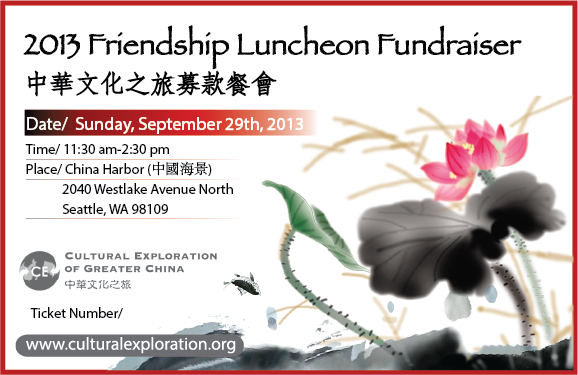 2013 Friendship Luncheon Fundraiser
中華文化之旅募款餐會
Date/ Sunday, September 29th, 2013
Time/ 11:30 am-2:30 pm
Place/ China Harbor (中國海景)
2040 Westlake Avenue North
Seattle, WA 98109
CE
CULTURAL EXPLORATION
OF GREATER CHINA
中華文化之旅
Ticket Number/
www.culturalexploration.org